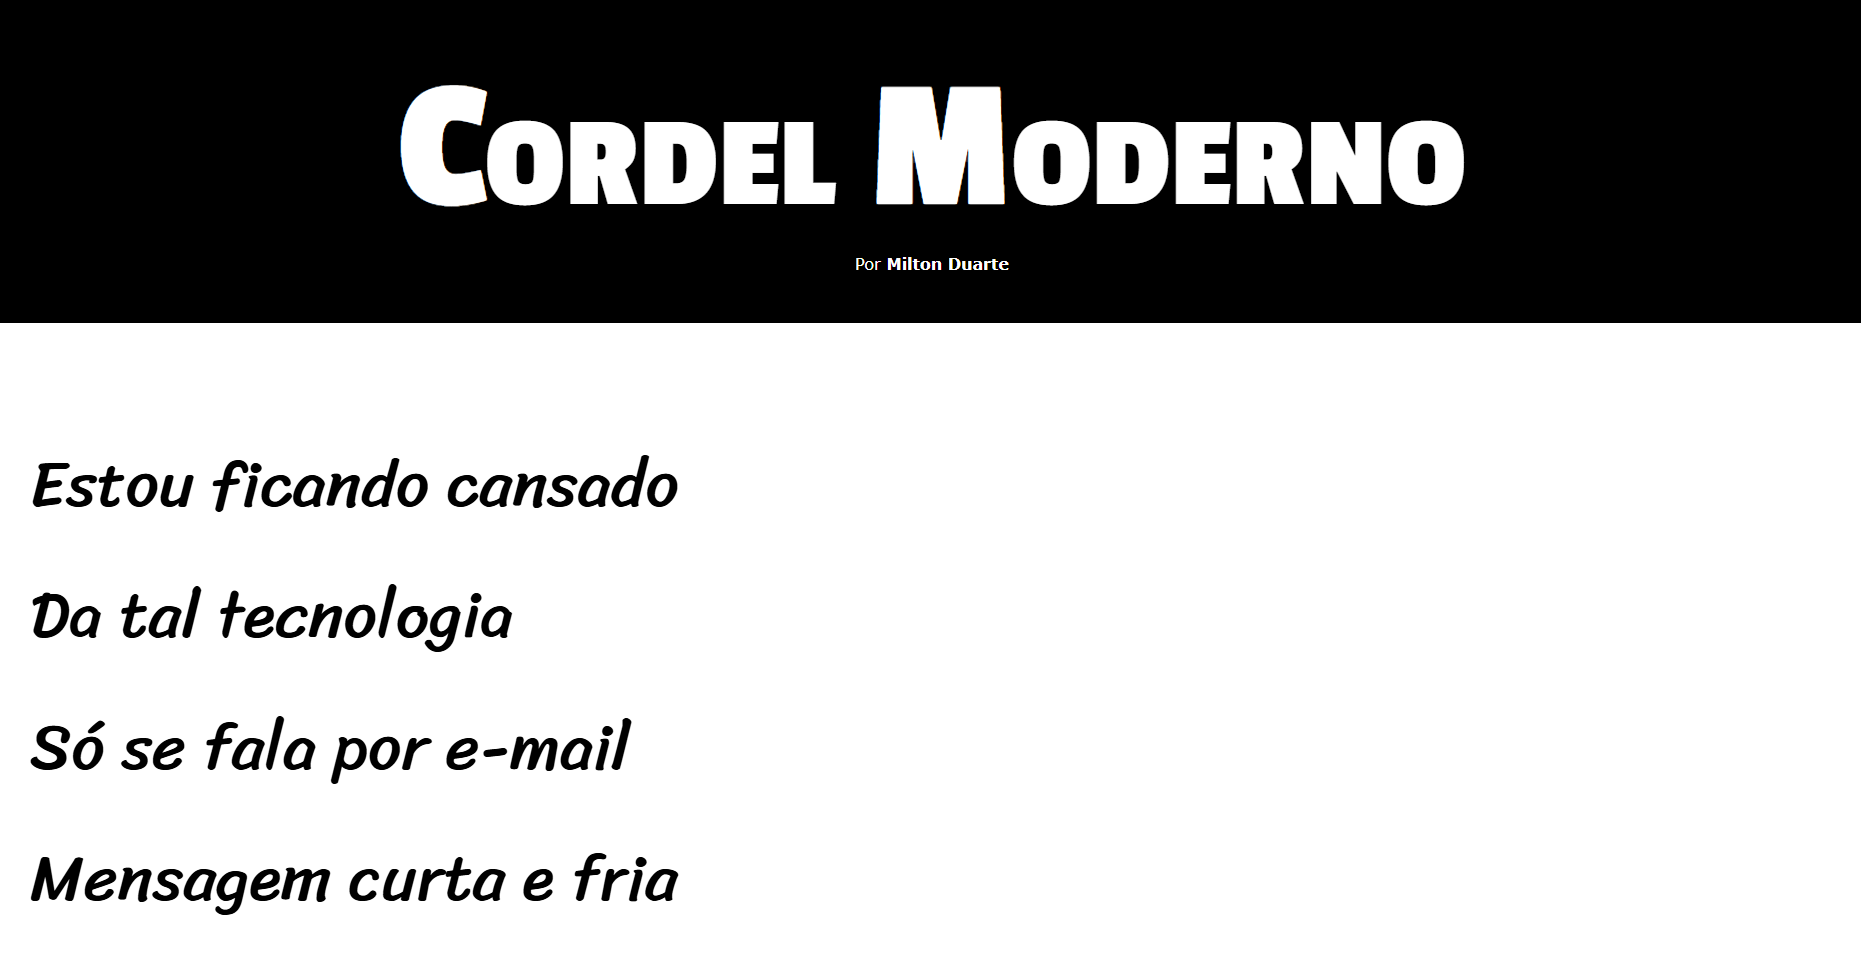 Cordel Moderno
Por Milton Duarte
Estou ficando cansado
Da tal tecnologia
Só se fala por e-mail
Mensagem curta e fria